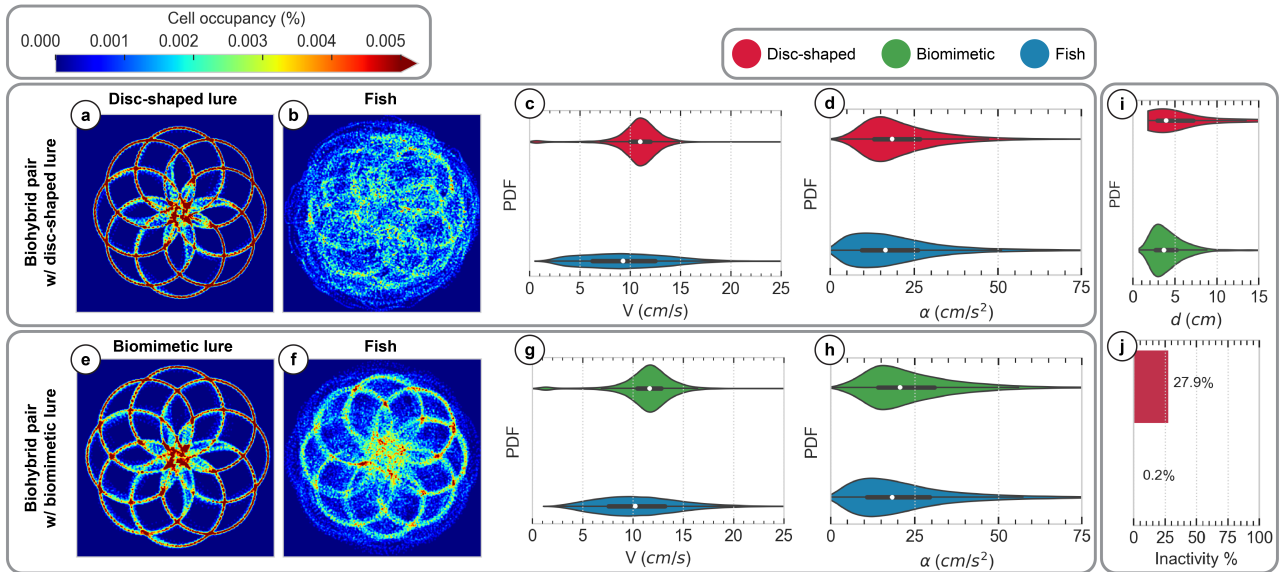 Cell occupancy (%)
0.000 0.001 0.002 0.003 0.004 0.005
Disc-shaped Biomimetic Fish
Biohybrid pair
w/ disc-shaped lure
a Disc-shaped lure
b Fish
c
PDF
0 5 10 15 20 25
V (cm/s)
d
PDF
0 25 50 75
α (cm/s²)
Biohybrid pair
w/ biomimetic lure
e Biomimetic lure
f Fish
g
PDF
0 5 10 15 20 25
V (cm/s)
h
PDF
0 25 50 75
α (cm/s²)
i
PDF
0 5 10 15
d (cm)
j
27.9%
0.2%
0 25 50 75 100
Inactivity %